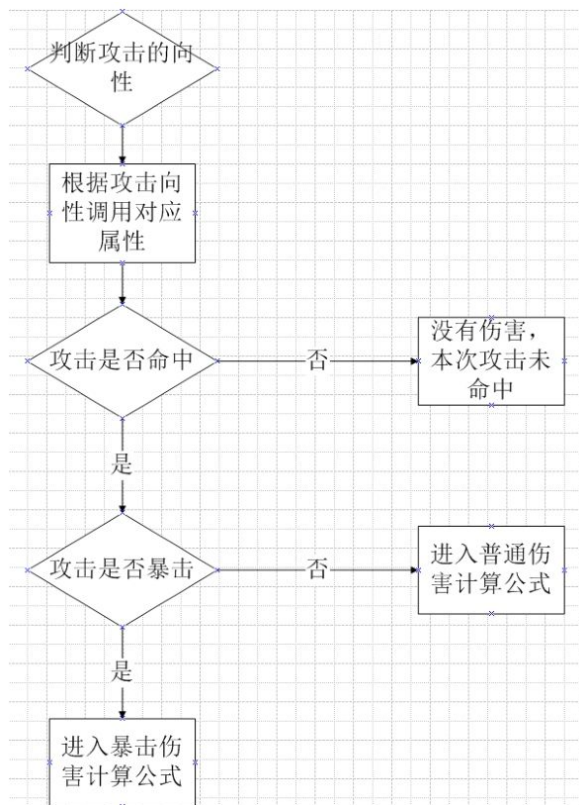 判断攻击的向
性
根据攻击向
性调用对应
属性
攻击是否命中
否
没有伤害，
本次攻击未
命中
是
攻击是否暴击
否
进入普通伤
害计算公式
是
进入暴击伤
害计算公式